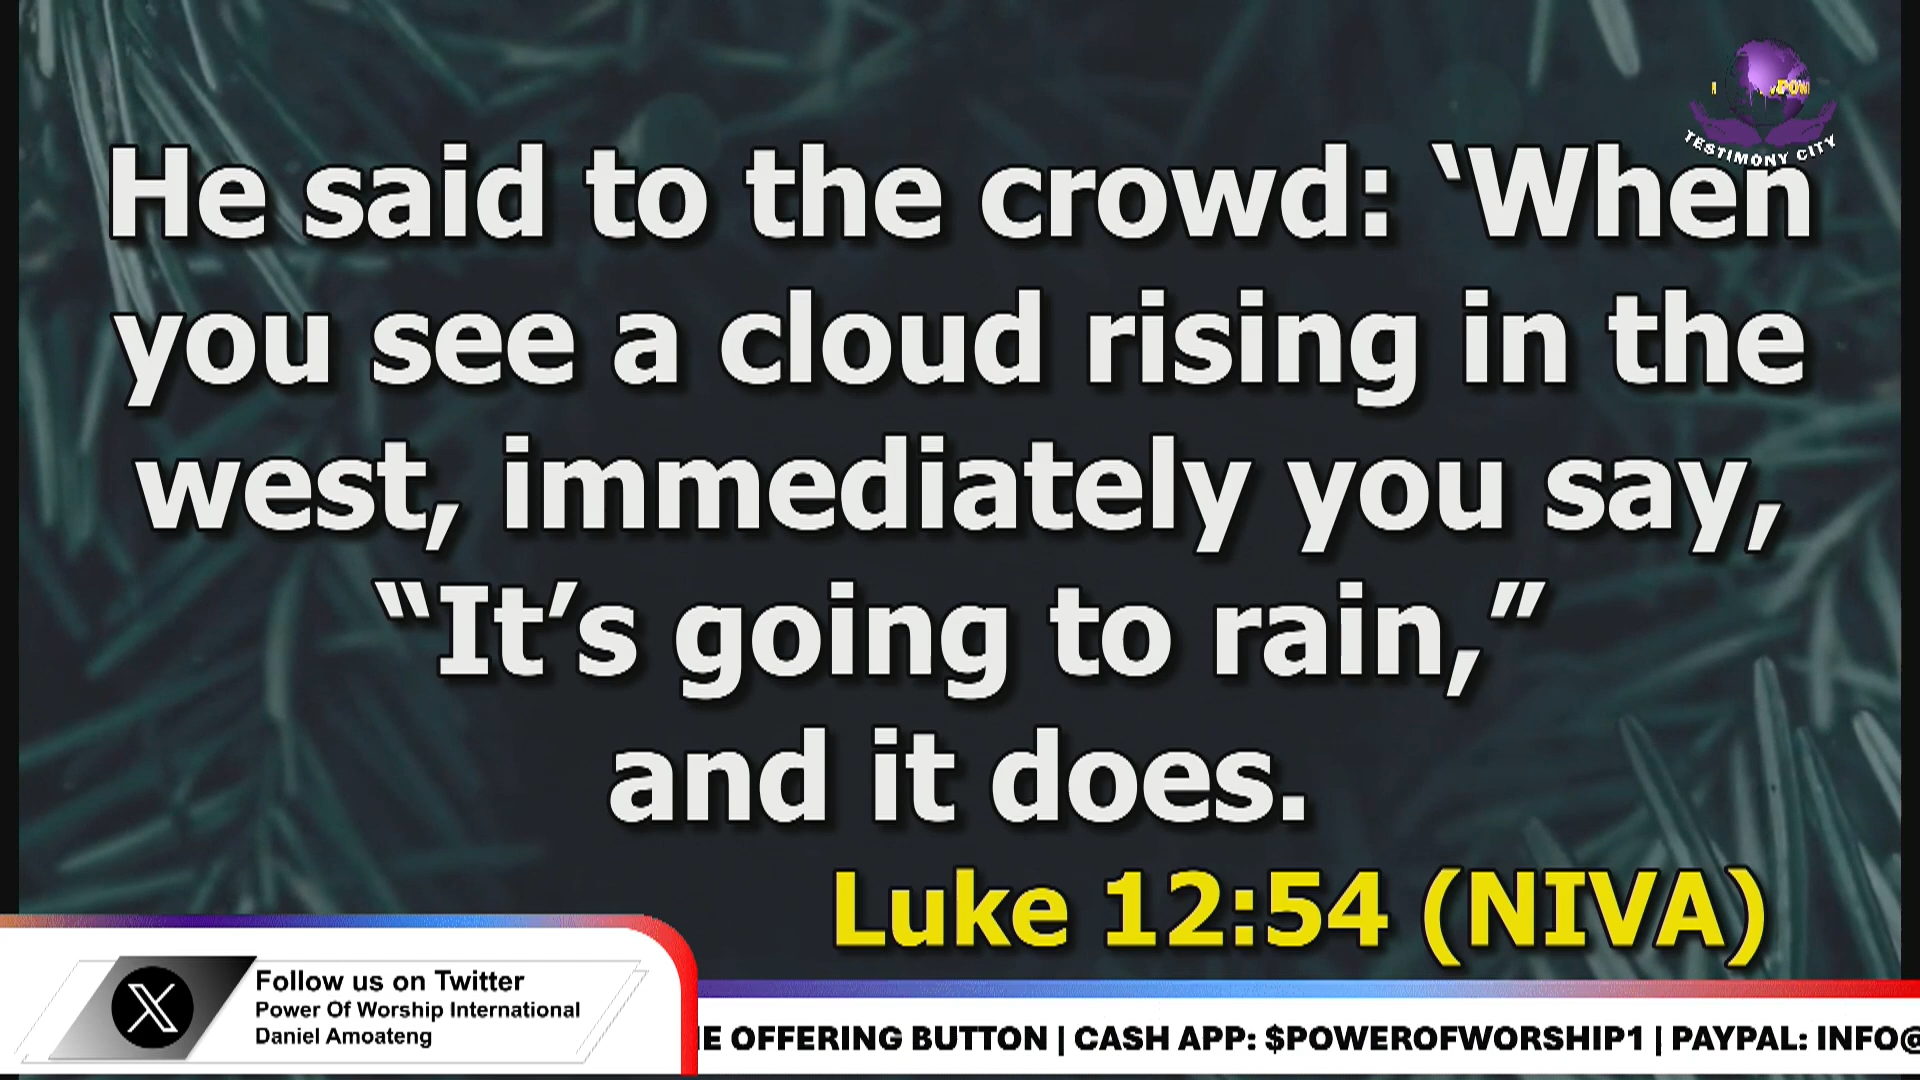 TESTIMONY CITY
He said to the crowd: ‘When
you see a cloud rising in the
west, immediately you say,
“It’s going to rain,”
and it does.
Luke 12:54 (NIVA)
Follow us on Twitter
Power Of Worship International
Daniel Amoateng
OFFERING BUTTON | CASH APP: $POWEROFWORSHIP1 | PAYPAL: INFO@